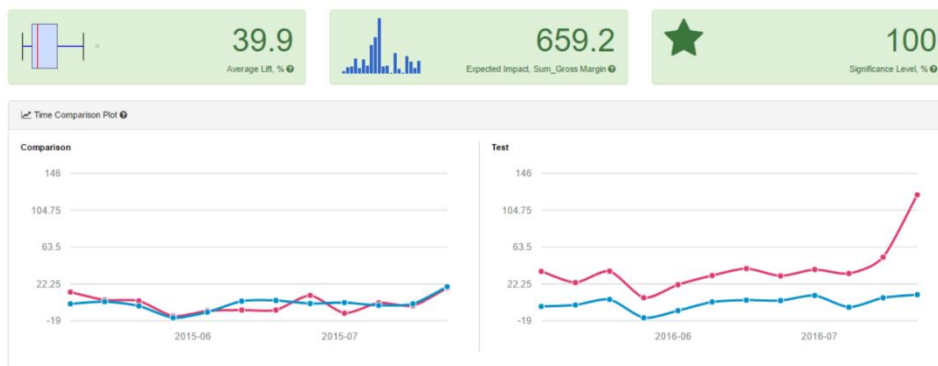 39.9
Average Lift, %
659.2
Expected Impact, Sum_Gross Margin
100
Significance Level, %
Time Comparison Plot
Comparison
146
104.75
63.5
22.25
-19
2015-06
2015-07
Test
146
104.75
63.5
22.25
-19
2016-06
2016-07